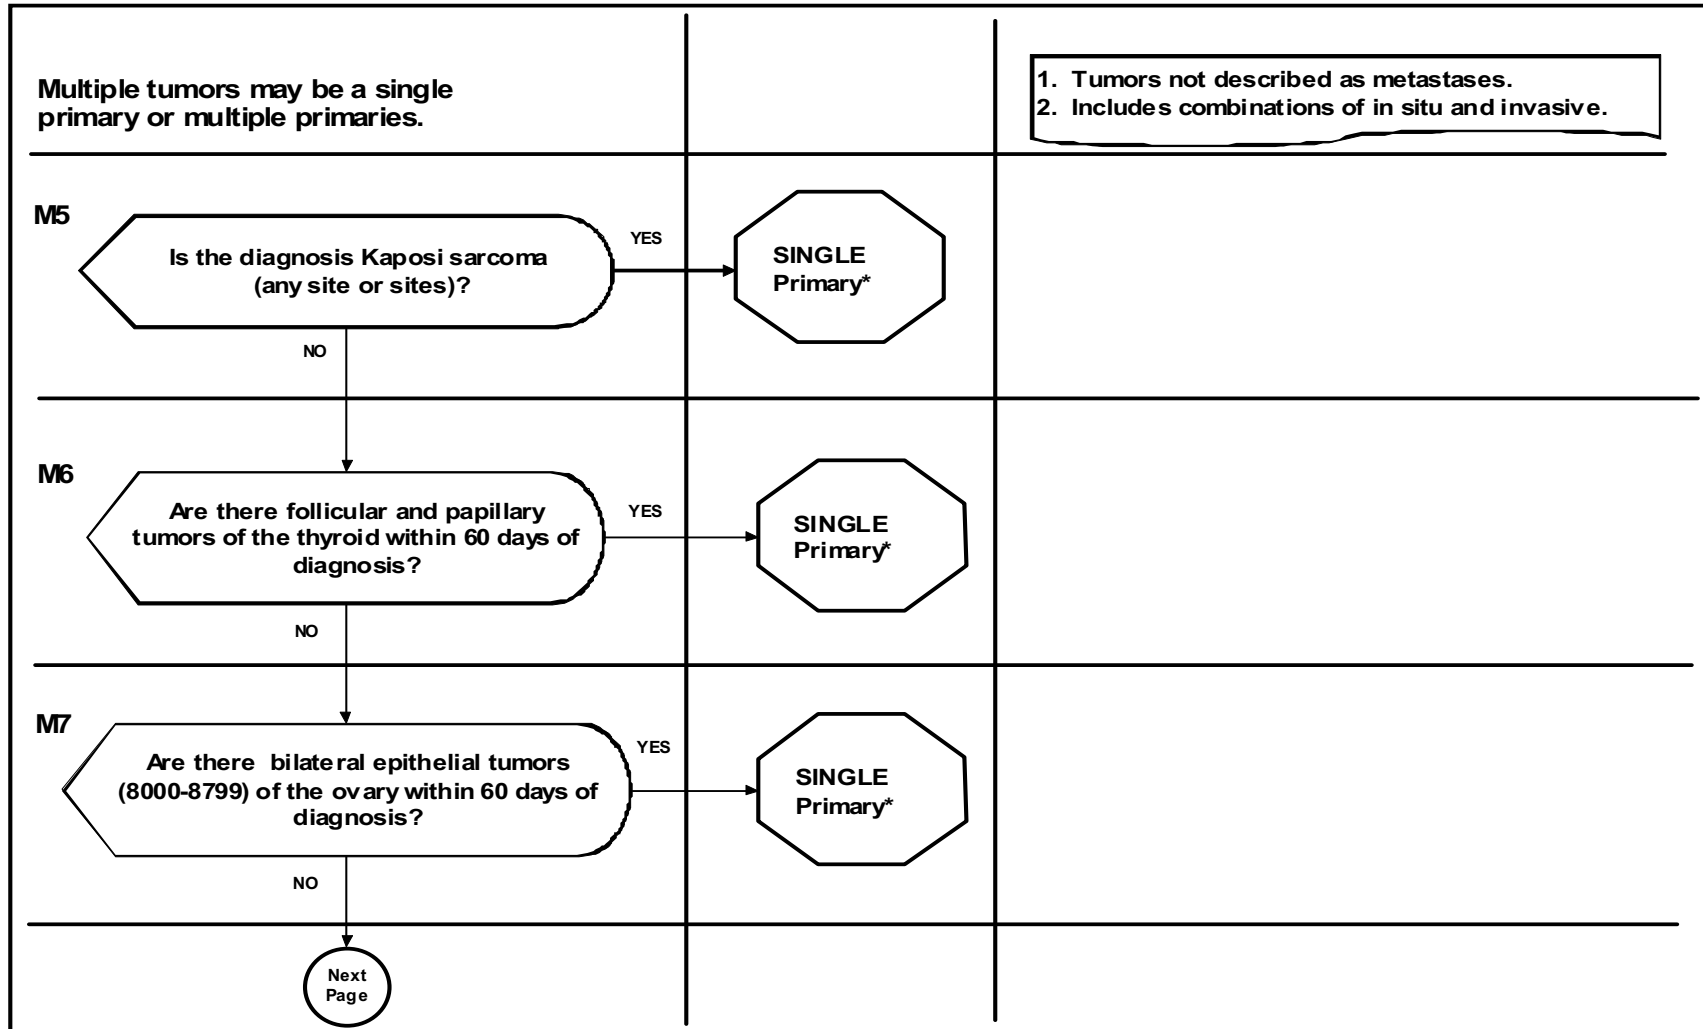 Multiple tumors may be a single
primary or multiple primaries.
1. Tumors not described as metastases.
2. Includes combinations of in situ and invasive.
M5
Is the diagnosis Kaposi sarcoma
(any site or sites)?
YES
SINGLE
Primary*
NO
M6
Are there follicular and papillary
tumors of the thyroid within 60 days of
diagnosis?
YES
SINGLE
Primary*
NO
M7
Are there bilateral epithelial tumors
(8000-8799) of the ovary within 60 days of
diagnosis?
YES
SINGLE
Primary*
NO
Next
Page